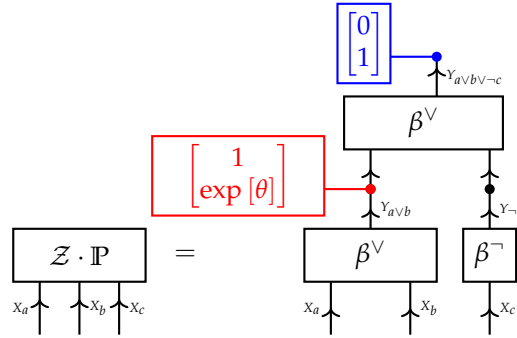 [0
1]
Y_{a∨b∨¬c}
β^∨
[1
exp [θ]]
Y_{a∨b}
Y_¬
𝒵 · ℙ
=
β^∨
β^¬
X_a
X_b
X_c
X_a
X_b
X_c